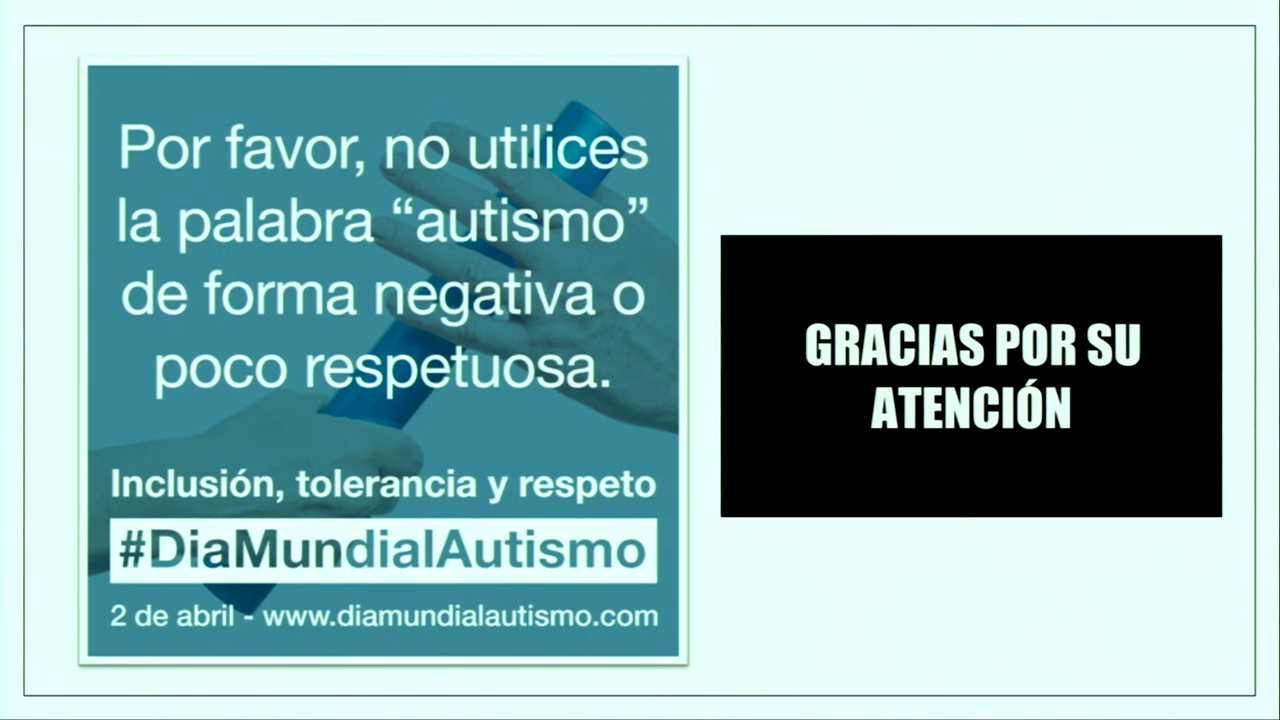 Por favor, no utilices
la palabra “autismo”
de forma negativa o
poco respetuosa.
Inclusión, tolerancia y respeto
#DiaMundialAutismo
2 de abril - www.diamundialautismo.com
GRACIAS POR SU
ATENCIÓN